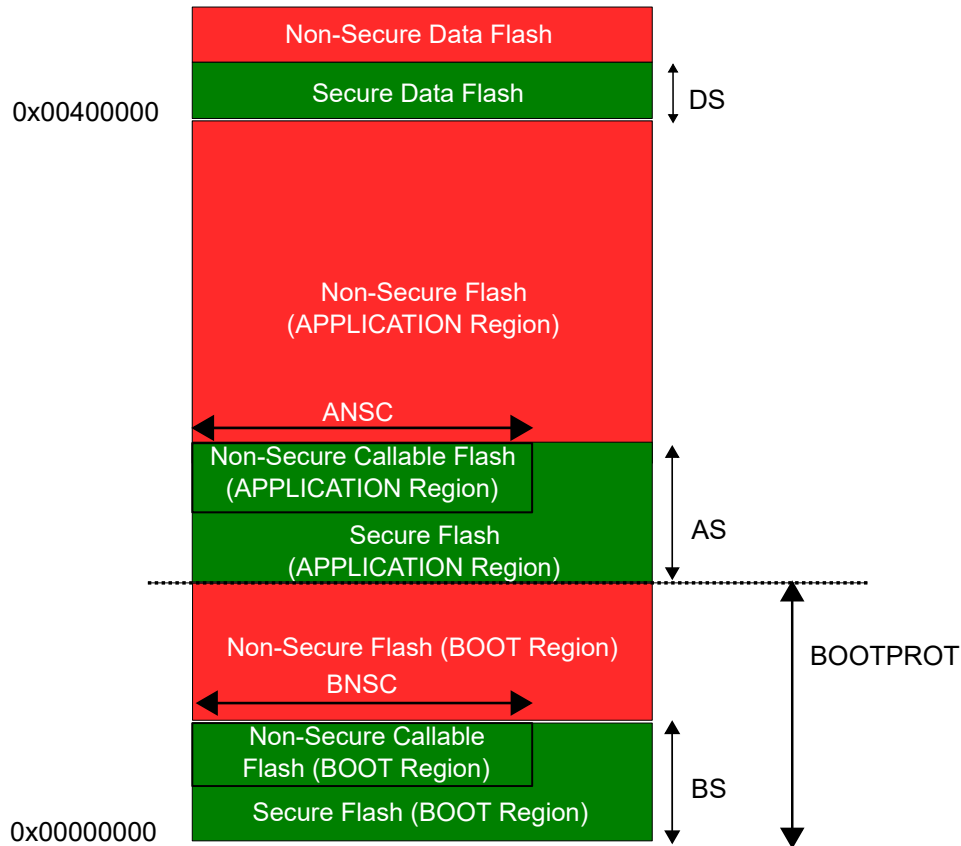 Non-Secure Data Flash
Secure Data Flash
DS
0x00400000
Non-Secure Flash
(APPLICATION Region)
ANSC
Non-Secure Callable Flash
(APPLICATION Region)
AS
Secure Flash
(APPLICATION Region)
Non-Secure Flash (BOOT Region)
BOOTPROT
BNSC
Non-Secure Callable
Flash (BOOT Region)
BS
Secure Flash (BOOT Region)
0x00000000